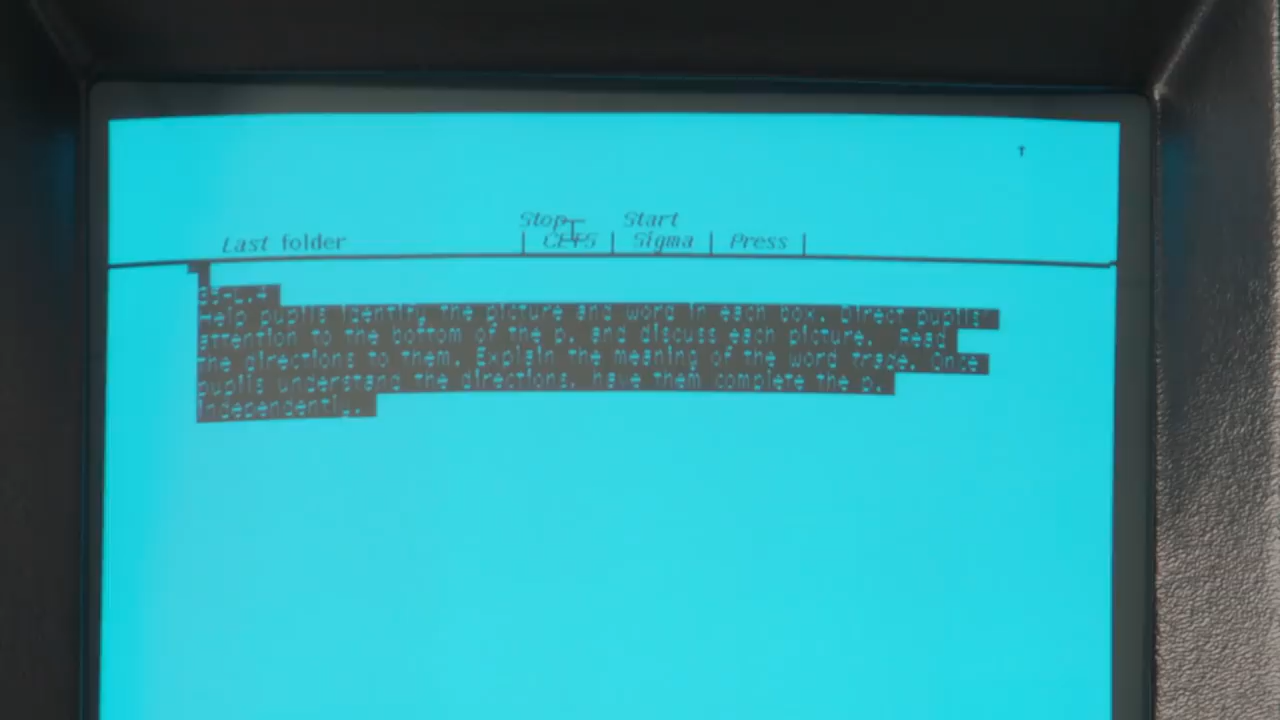 Stop Start
Last folder CEPS Sigma Press
Help pupils identify the picture and word in each box. Direct pupils'
attention to the bottom of the p. and discuss each picture. Read
the directions to them. Explain the meaning of the word trade. Once
pupils understand the directions, have them complete the p.
independently.